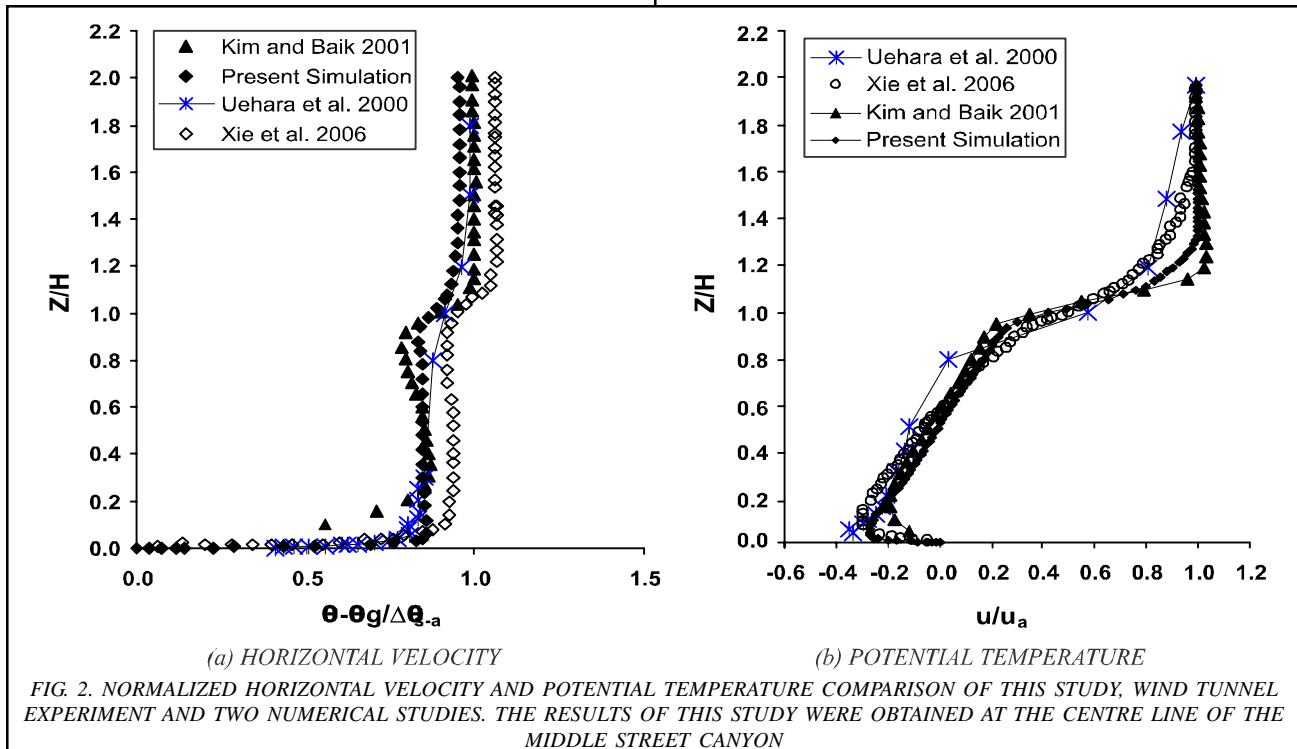 2.2
2.0
1.8
1.6
1.4
1.2
1.0
0.8
0.6
0.4
0.2
0.0
Z/H
Kim and Baik 2001
Present Simulation
Uehara et al. 2000
Xie et al. 2006
0.0 0.5 1.0 1.5
θ-θg/Δθs-a
(a) HORIZONTAL VELOCITY
2.2
2.0
1.8
1.6
1.4
1.2
1.0
0.8
0.6
0.4
0.2
0.0
Z/H
Uehara et al. 2000
Xie et al. 2006
Kim and Baik 2001
Present Simulation
-0.6 -0.4 -0.2 0.0 0.2 0.4 0.6 0.8 1.0 1.2
u/ua
(b) POTENTIAL TEMPERATURE
FIG. 2. NORMALIZED HORIZONTAL VELOCITY AND POTENTIAL TEMPERATURE COMPARISON OF THIS STUDY, WIND TUNNEL
EXPERIMENT AND TWO NUMERICAL STUDIES. THE RESULTS OF THIS STUDY WERE OBTAINED AT THE CENTRE LINE OF THE
MIDDLE STREET CANYON